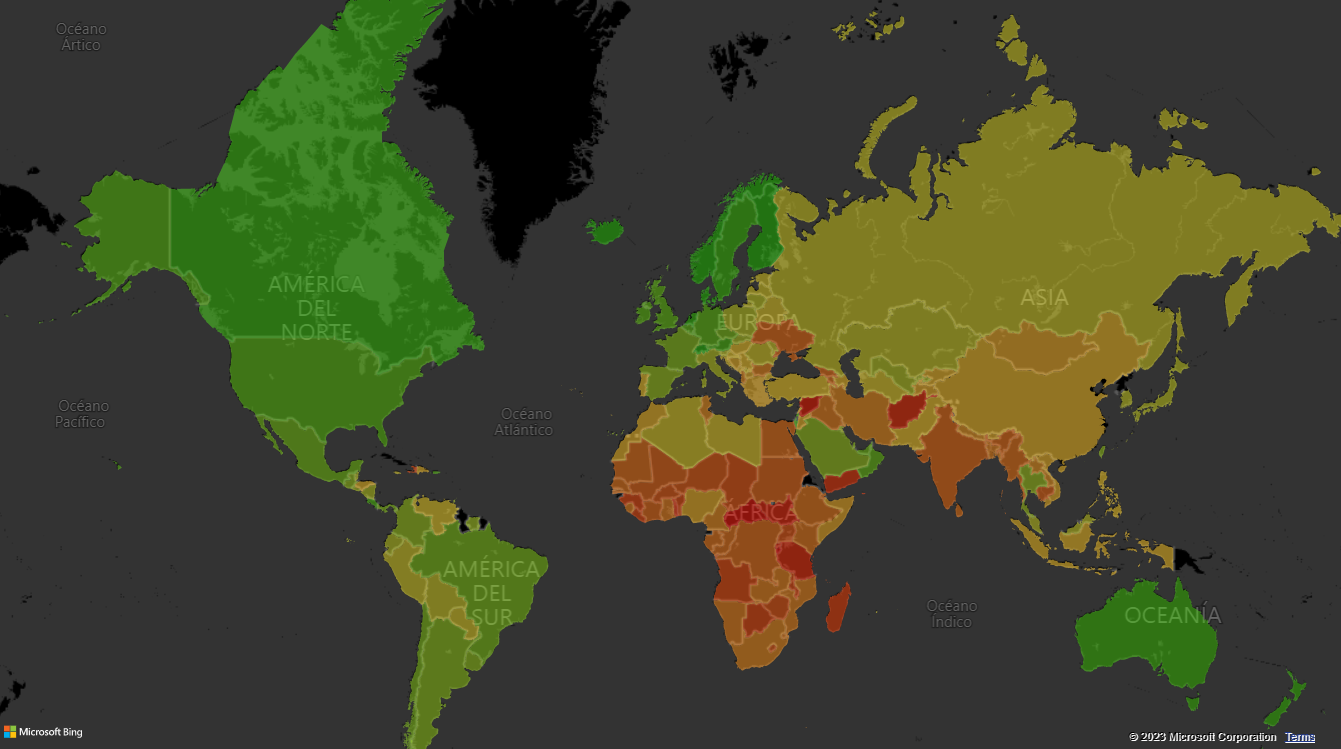 Océano
Ártico
AMÉRICA
DEL
NORTE
ASIA
EUROPA
Océano
Pacífico
Océano
Atlántico
ÁFRICA
AMÉRICA
DEL
SUR
Océano
Índico
OCEANÍA
Microsoft Bing
© 2023 Microsoft Corporation Terms